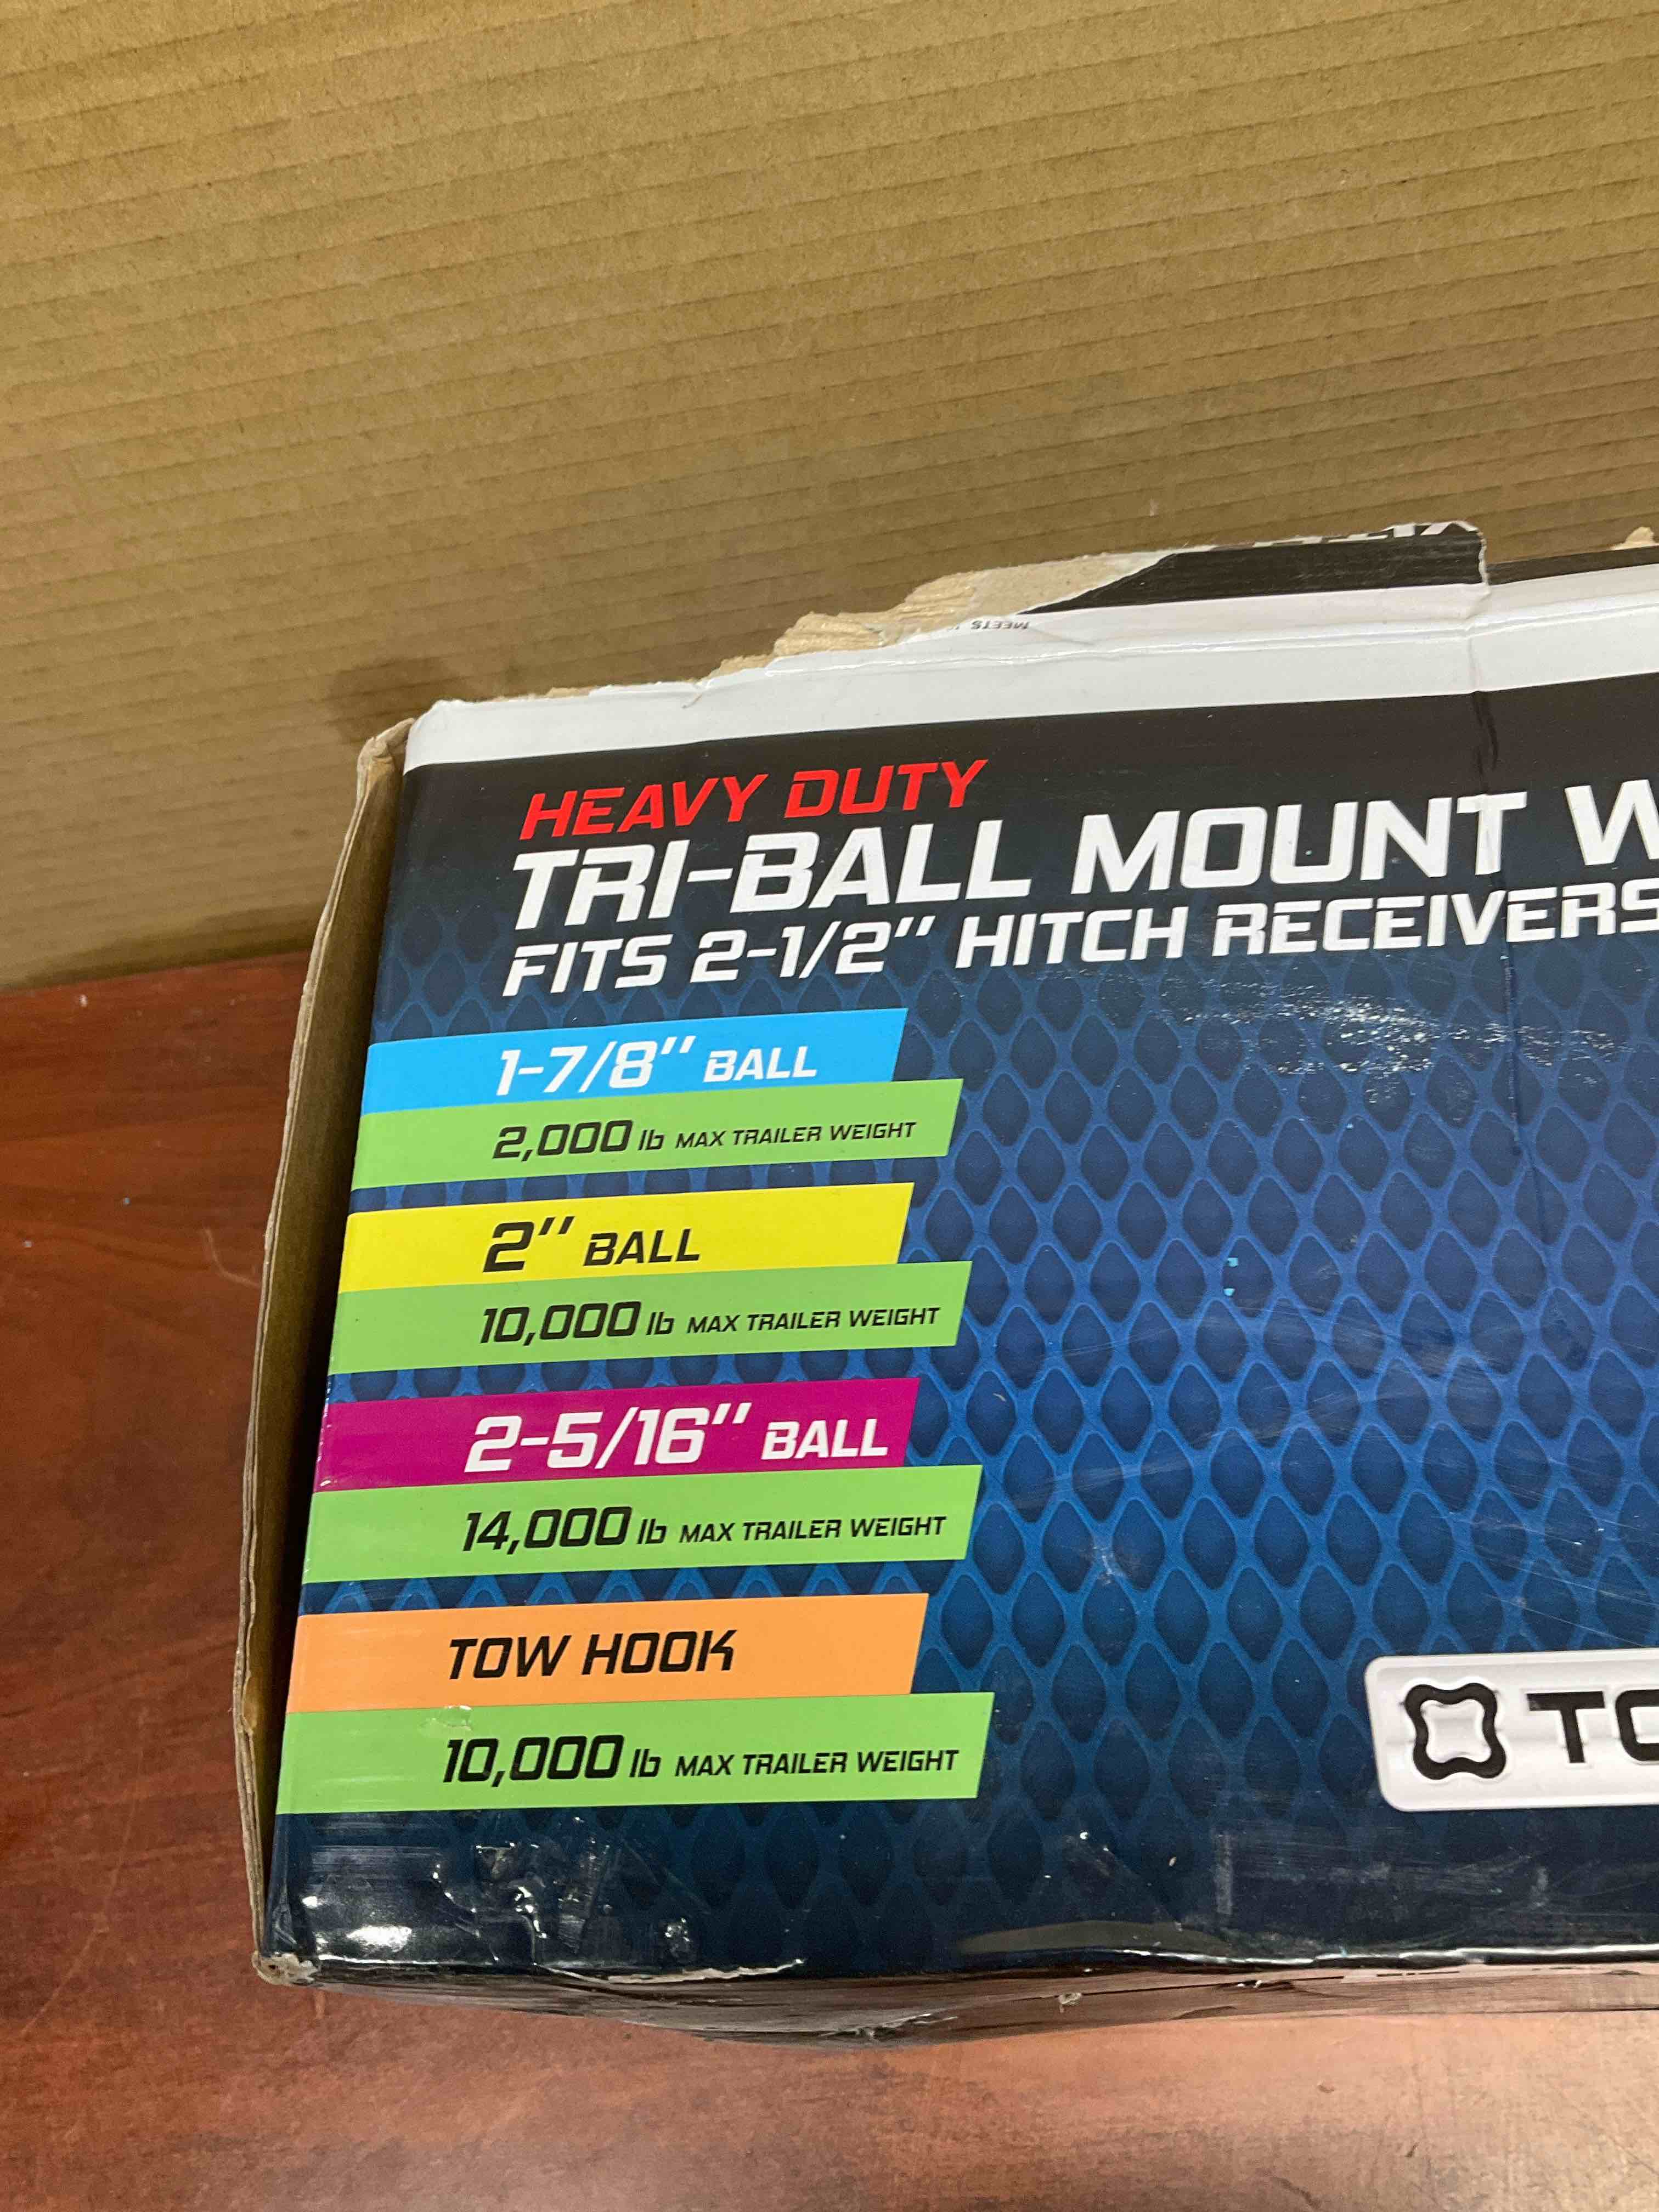 MEETS
HEAVY DUTY
TRI-BALL MOUNT W
FITS 2-1/2" HITCH RECEIVERS
1-7/8" BALL
2,000 lb MAX TRAILER WEIGHT
2" BALL
10,000 lb MAX TRAILER WEIGHT
2-5/16" BALL
14,000 lb MAX TRAILER WEIGHT
TOW HOOK
10,000 lb MAX TRAILER WEIGHT
TO